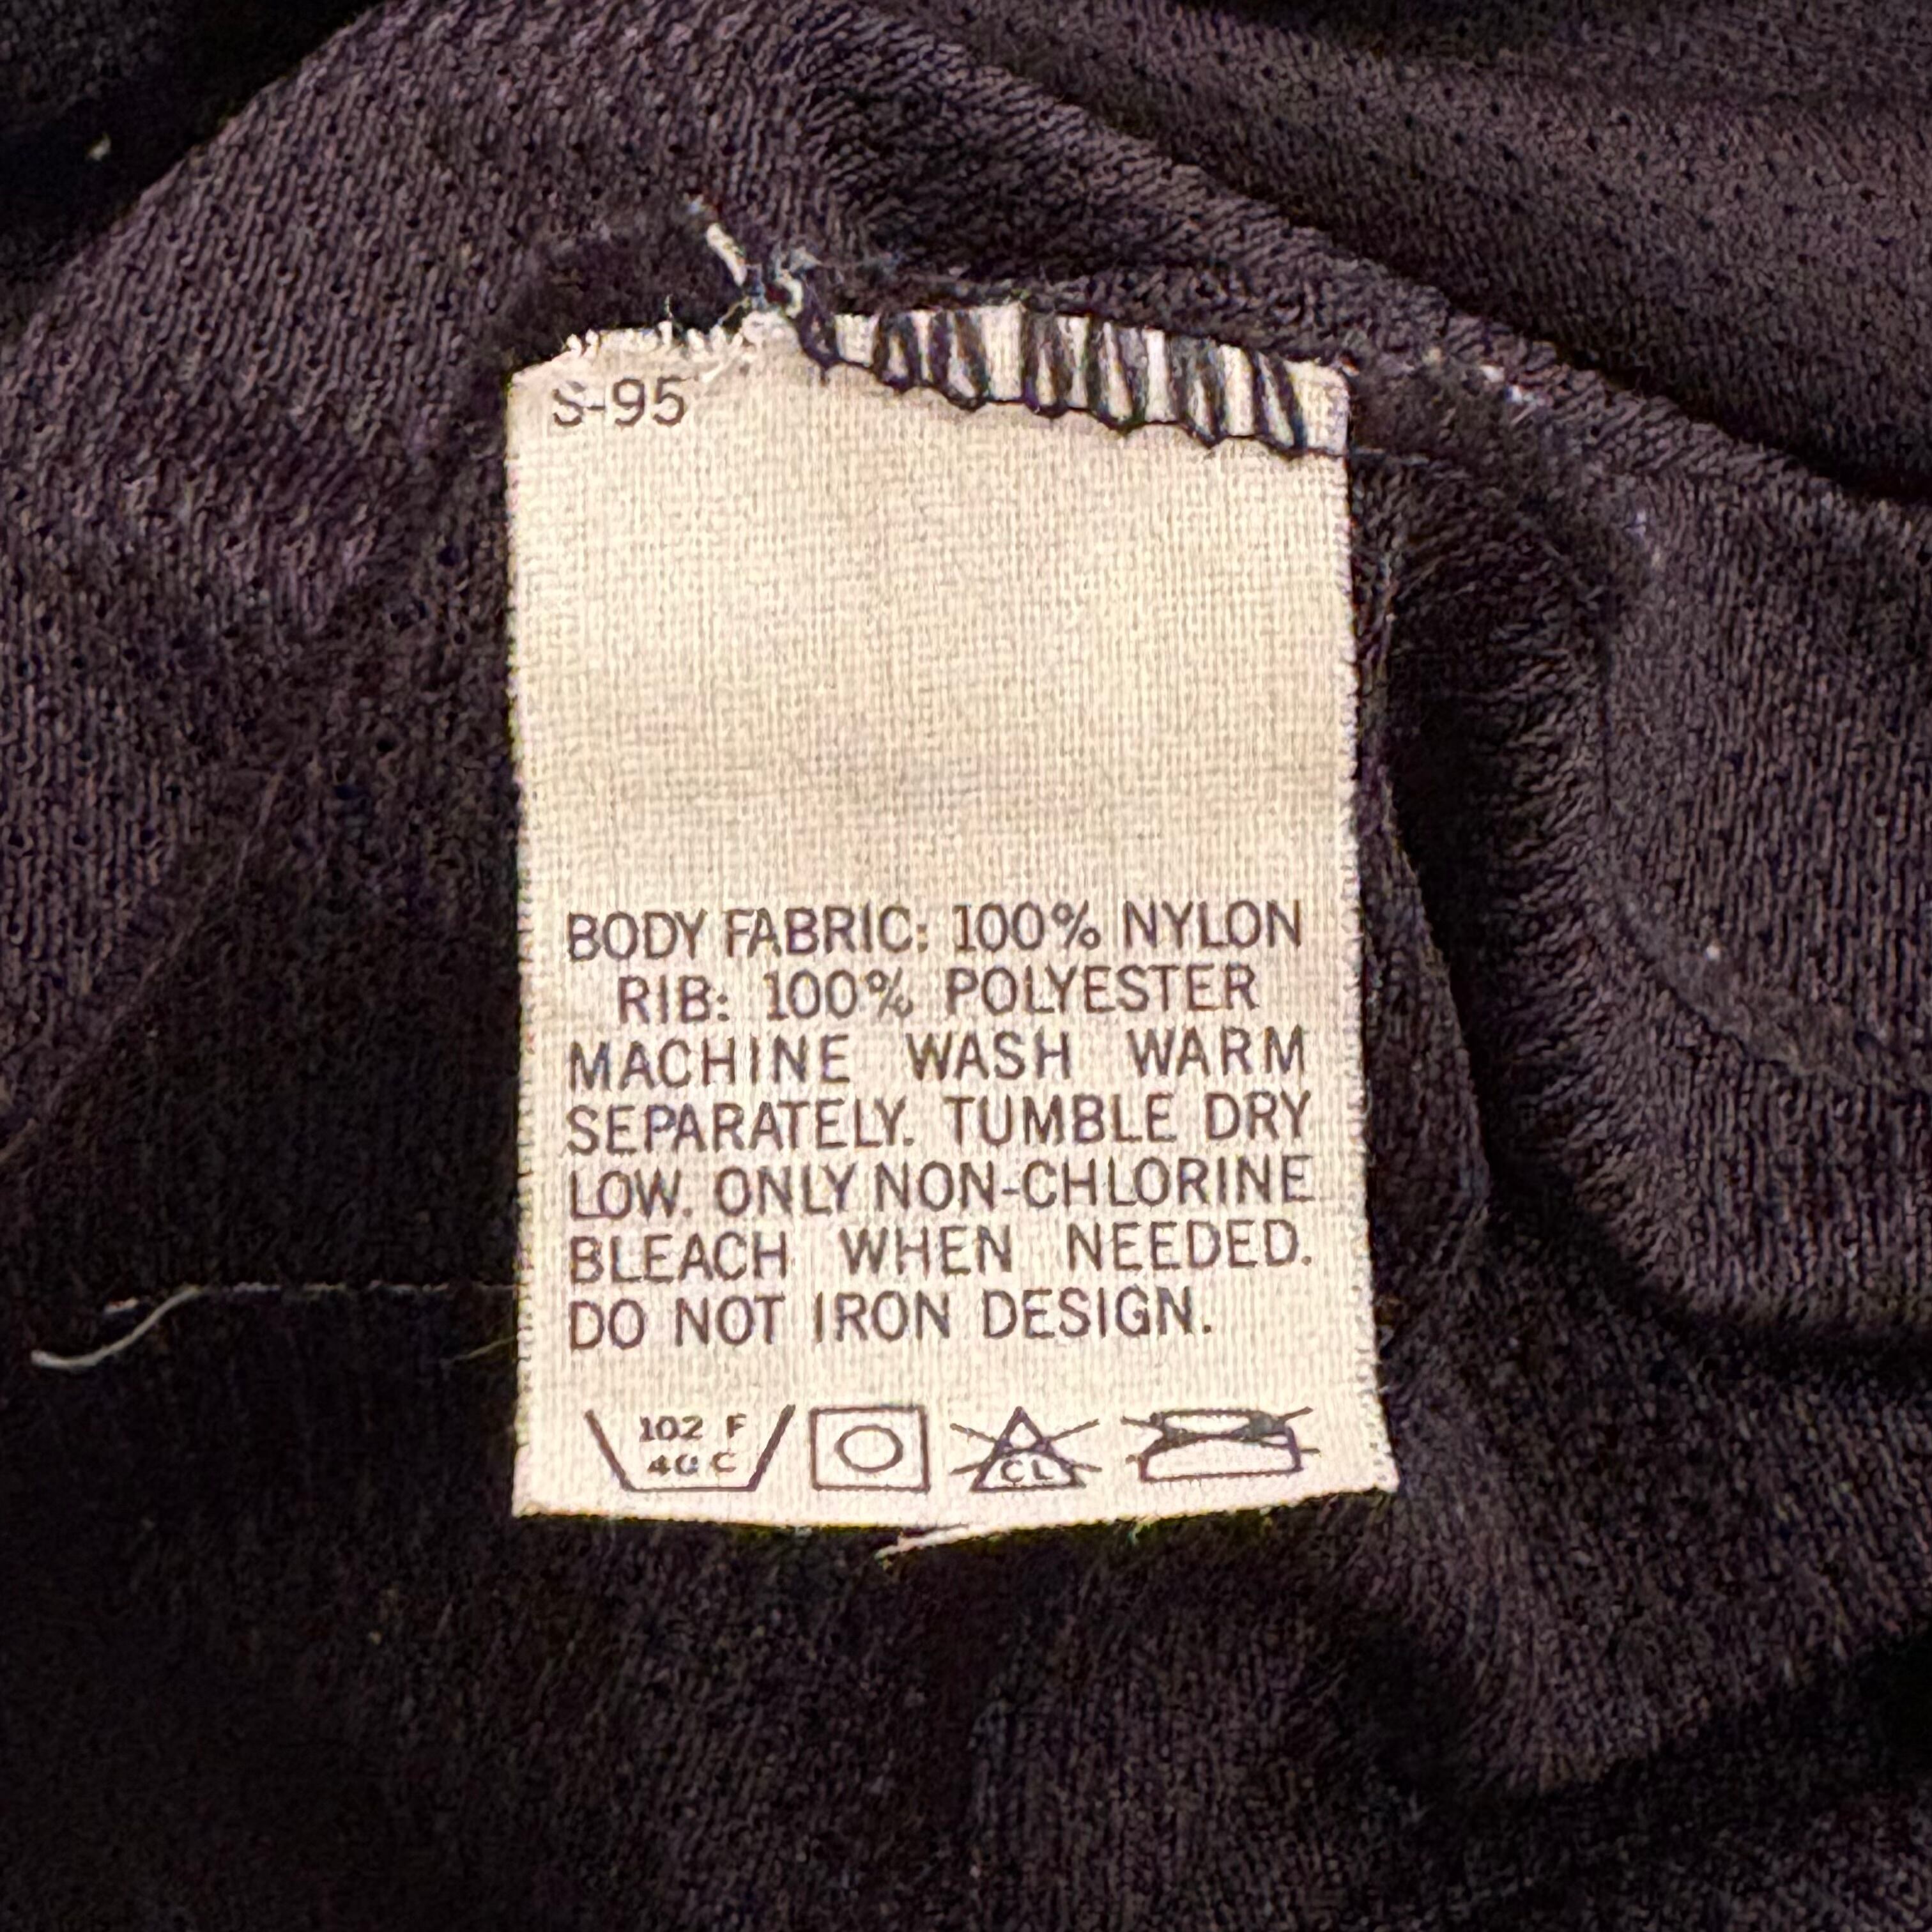 S-95
BODY FABRIC: 100% NYLON
RIB: 100% POLYESTER
MACHINE WASH WARM
SEPARATELY. TUMBLE DRY
LOW. ONLY NON-CHLORINE
BLEACH WHEN NEEDED.
DO NOT IRON DESIGN.
102 F
40 C
CL